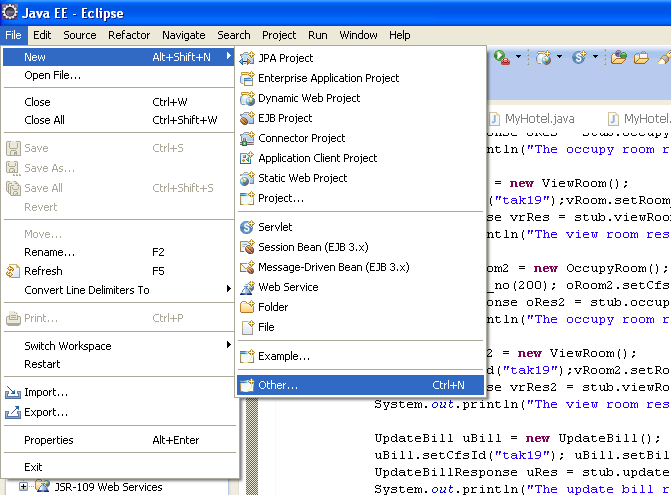 Java EE - Eclipse
File Edit Source Refactor Navigate Search Project Run Window Help
New Alt+Shift+N
Open File...
Close Ctrl+W
Close All Ctrl+Shift+W
Save Ctrl+S
Save As...
Save All Ctrl+Shift+S
Revert
Move...
Rename... F2
Refresh F5
Convert Line Delimiters To
Print... Ctrl+P
Switch Workspace
Restart
Import...
Export...
Properties Alt+Enter
Exit
JPA Project
Enterprise Application Project
Dynamic Web Project
EJB Project
Connector Project
Application Client Project
Static Web Project
Project...
Servlet
Session Bean (EJB 3.x)
Message-Driven Bean (EJB 3.x)
Web Service
Folder
File
Example...
Other... Ctrl+N
MyHotel.java MyHotel.
onse oRes = stub.occupy
ntln("The occupy room r
= new ViewRoom();
("tak19");vRoom.setRoom
se vrRes = stub.viewRoo
ntln("The view room res
oom2 = new OccupyRoom();
_no(200); oRoom2.setCfs
onse oRes2 = stub.occup
ntln("The occupy room r
2 = new ViewRoom();
d("tak19");vRoom2.setRo
se vrRes2 = stub.viewRo
System.out.println("The view room res
UpdateBill uBill = new UpdateBill();
uBill.setCfsId("tak19"); uBill.setBil
UpdateBillResponse uRes = stub.updat
System.out.println("The update bill r
JSR-109 Web Services